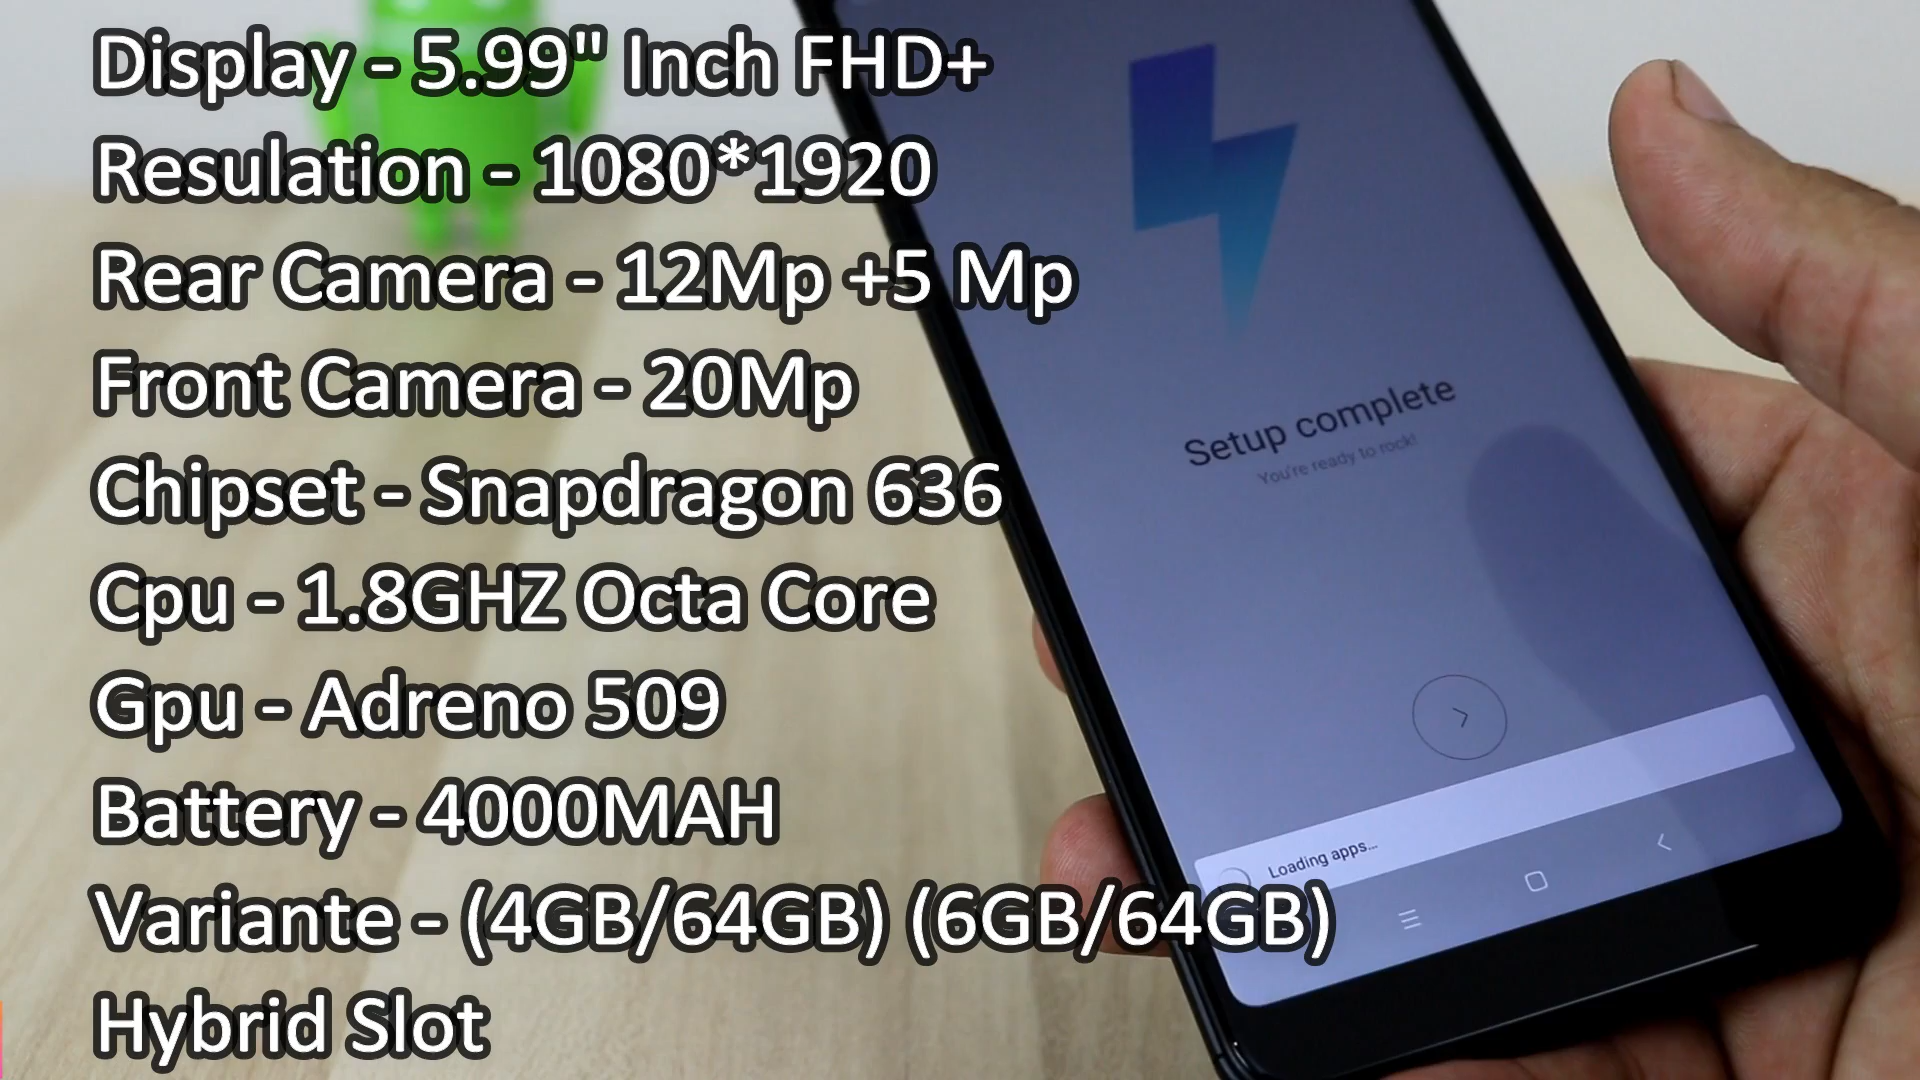 Display - 5.99" Inch FHD+
Resulation - 1080*1920
Rear Camera - 12Mp +5 Mp
Front Camera - 20Mp
Chipset - Snapdragon 636
Cpu - 1.8GHZ Octa Core
Gpu - Adreno 509
Battery - 4000MAH
Variante - (4GB/64GB) (6GB/64GB)
Hybrid Slot
Setup complete
You're ready to rock!
Loading apps...